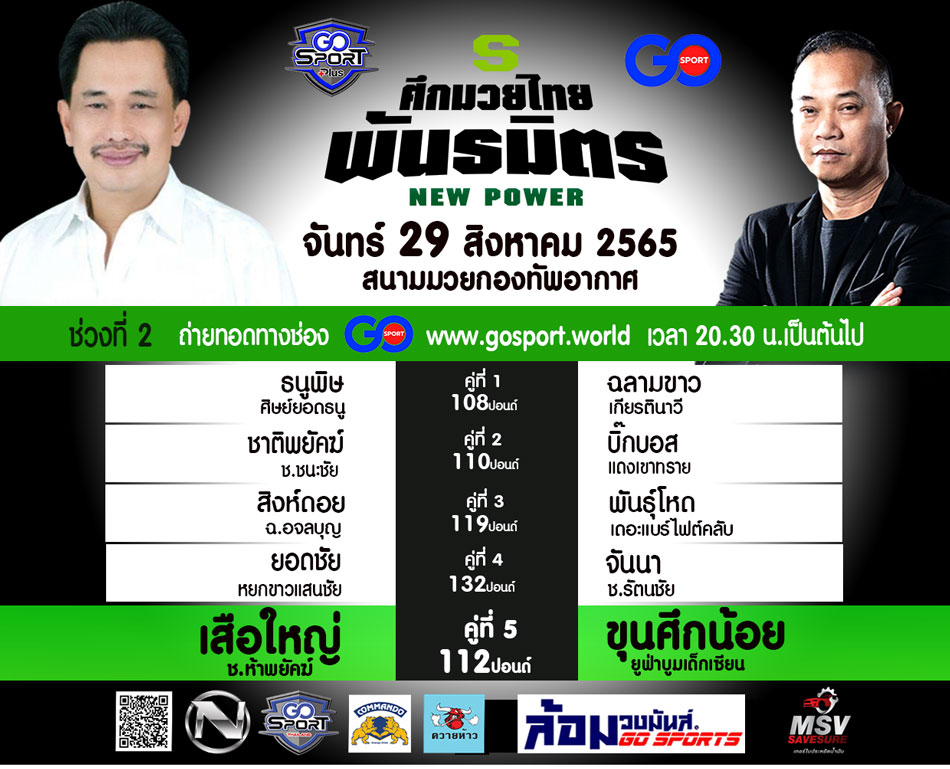 GO SPORT Plus
S
GO SPORT
ศึกมวยไทย
พันธมิตร
NEW POWER
จันทร์ 29 สิงหาคม 2565
สนามมวยกองทัพอากาศ
ช่วงที่ 2 ถ่ายทอดทางช่อง GO SPORT www.gosport.world เวลา 20.30 น.เป็นต้นไป
ธนูพิษ
ศิษย์ยอดธนู
คู่ที่ 1
108ปอนด์
ฉลามขาว
เกียรตินาวี
ชาติพยัคฆ์
ช.ชนะชัย
คู่ที่ 2
110ปอนด์
บิ๊กบอส
แดงเขาทราย
สิงห์ดอย
ฉ.อจลบุญ
คู่ที่ 3
119ปอนด์
พันธุ์โหด
เดอะแบร์ไฟต์คลับ
ยอดชัย
หยกขาวแสนชัย
คู่ที่ 4
132ปอนด์
จันนา
ช.รัตนชัย
เสือใหญ่
ช.ห้าพยัคฆ์
คู่ที่ 5
112ปอนด์
ขุนศึกน้อย
ยูฟ่าบูมเด็กเซียน
N
GO SPORT
COMMANDO
ควายห้าว
ล้อมวงมันส์.
GO SPORTS
MSV
SAVESURE